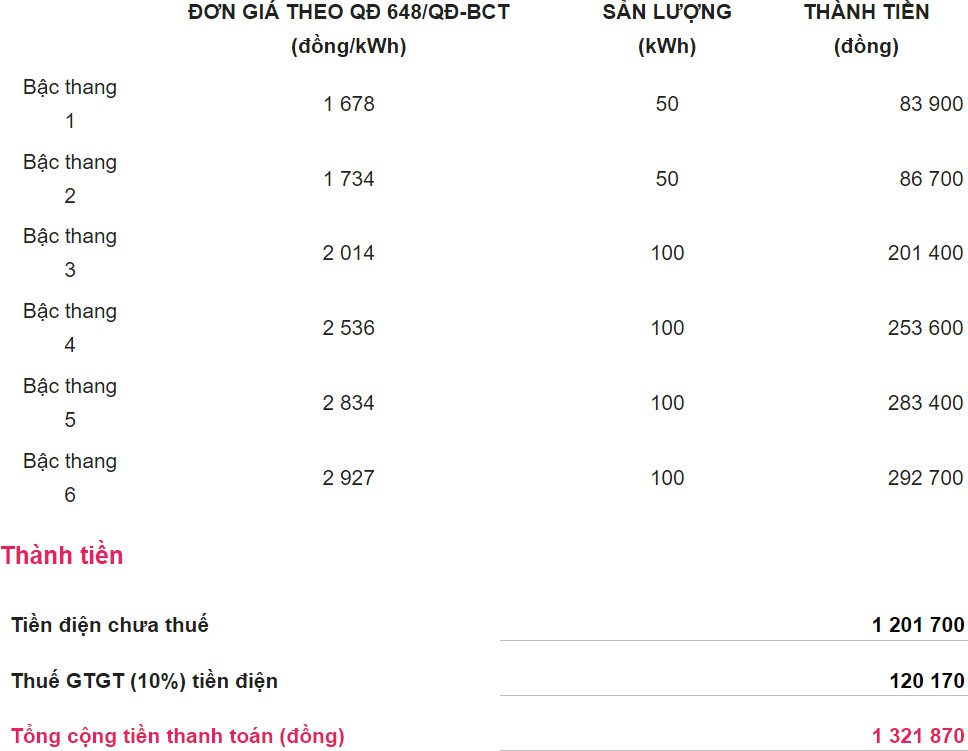 ĐƠN GIÁ THEO QĐ 648/QĐ-BCT SẢN LƯỢNG THÀNH TIỀN
(đồng/kWh) (kWh) (đồng)
Bậc thang
1 678 50 83 900
1
Bậc thang
1 734 50 86 700
2
Bậc thang
2 014 100 201 400
3
Bậc thang
2 536 100 253 600
4
Bậc thang
2 834 100 283 400
5
Bậc thang
2 927 100 292 700
6
Thành tiền
Tiền điện chưa thuế 1 201 700
Thuế GTGT (10%) tiền điện 120 170
Tổng cộng tiền thanh toán (đồng) 1 321 870